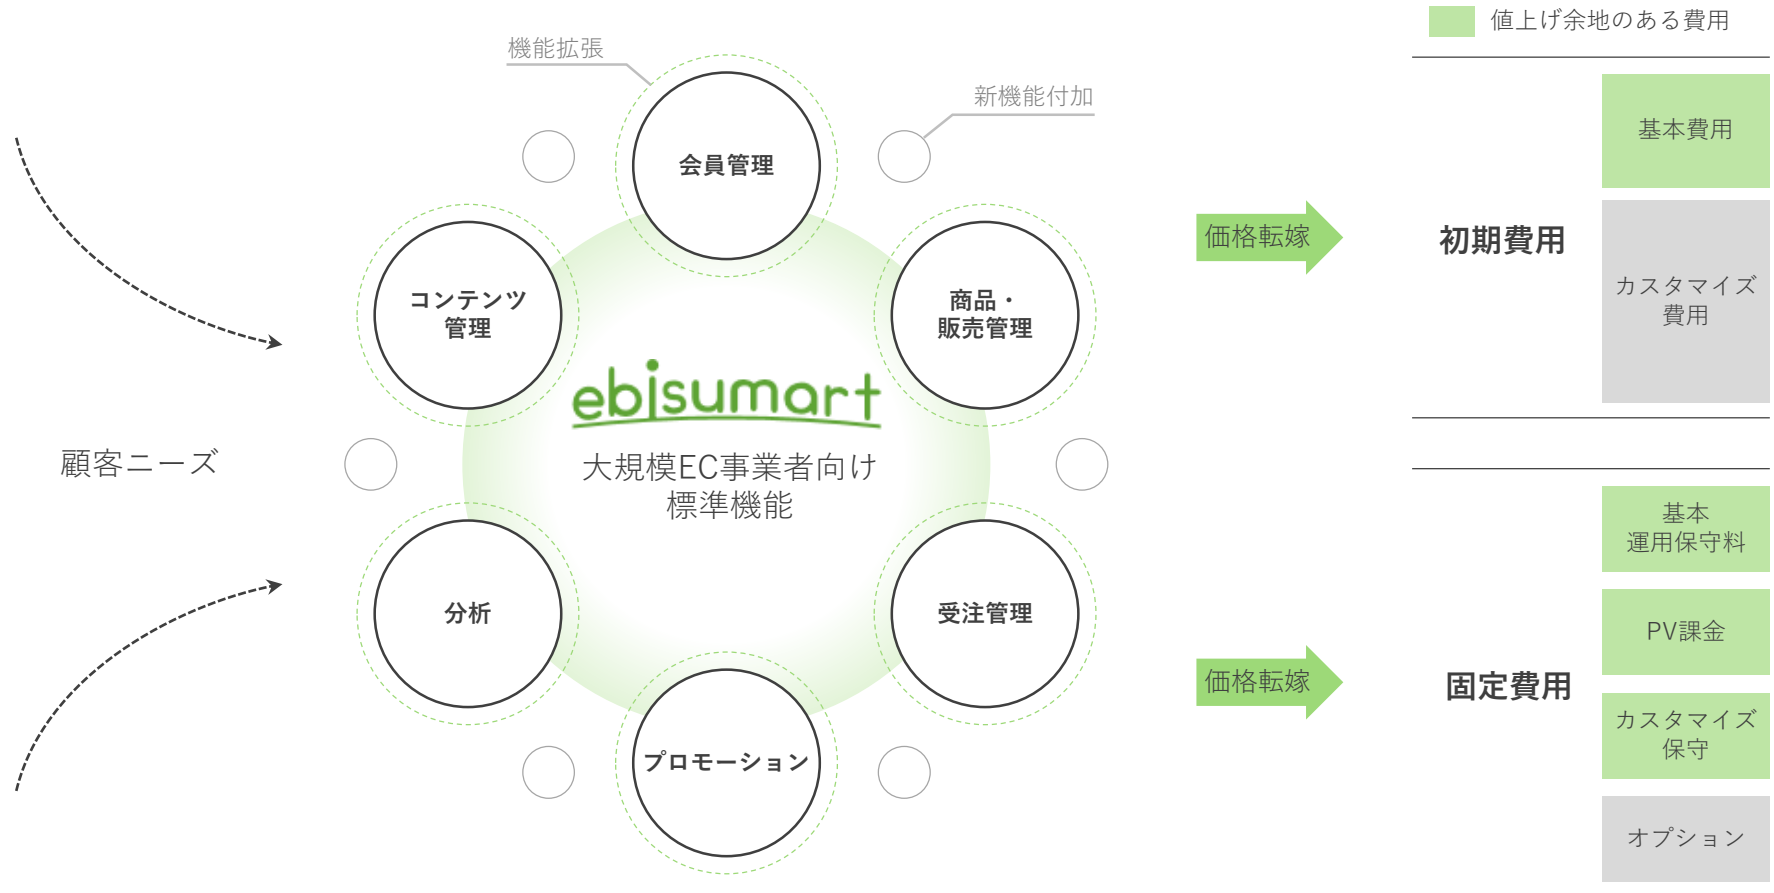 値上げ余地のある費用
機能拡張
新機能付加
会員管理
コンテンツ
管理
商品・
販売管理
ebisumart
大規模EC事業者向け
標準機能
顧客ニーズ
分析
受注管理
プロモーション
価格転嫁
初期費用
基本費用
カスタマイズ
費用
価格転嫁
固定費用
基本
運用保守料
PV課金
カスタマイズ
保守
オプション